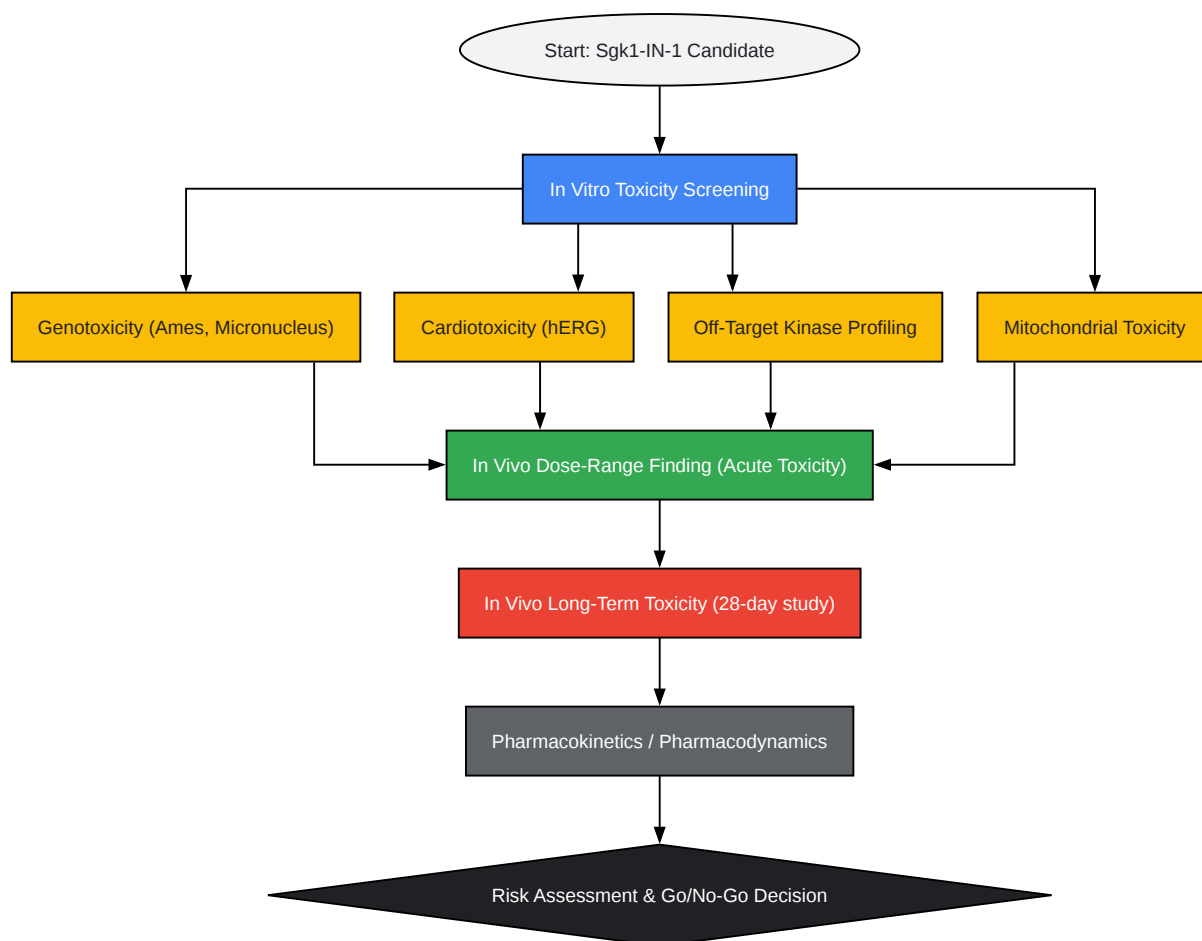 Start: Sgk1-IN-1 Candidate
In Vitro Toxicity Screening
Genotoxicity (Ames, Micronucleus)
Cardiotoxicity (hERG)
Off-Target Kinase Profiling
Mitochondrial Toxicity
In Vivo Dose-Range Finding (Acute Toxicity)
In Vivo Long-Term Toxicity (28-day study)
Pharmacokinetics / Pharmacodynamics
Risk Assessment & Go/No-Go Decision